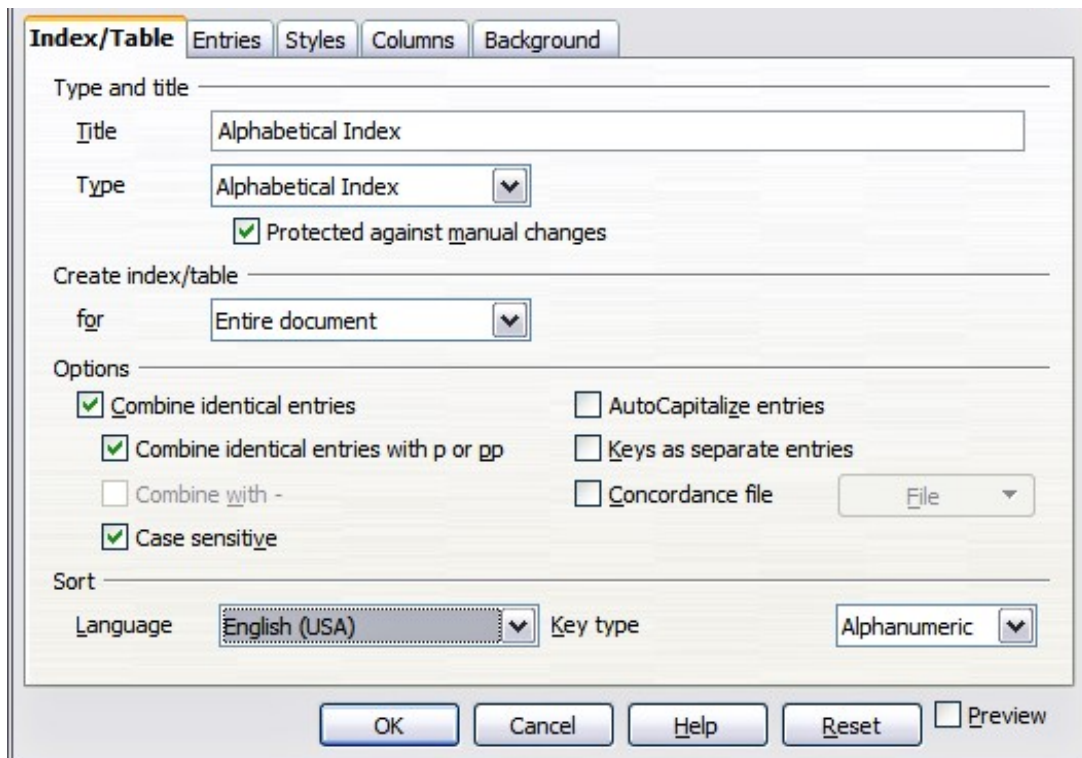 Index/Table Entries Styles Columns Background
Type and title
Title Alphabetical Index
Type Alphabetical Index
Protected against manual changes
Create index/table
for Entire document
Options
Combine identical entries AutoCapitalize entries
Combine identical entries with p or pp Keys as separate entries
Combine with - Concordance file File
Case sensitive
Sort
Language English (USA) Key type Alphanumeric
OK Cancel Help Reset Preview